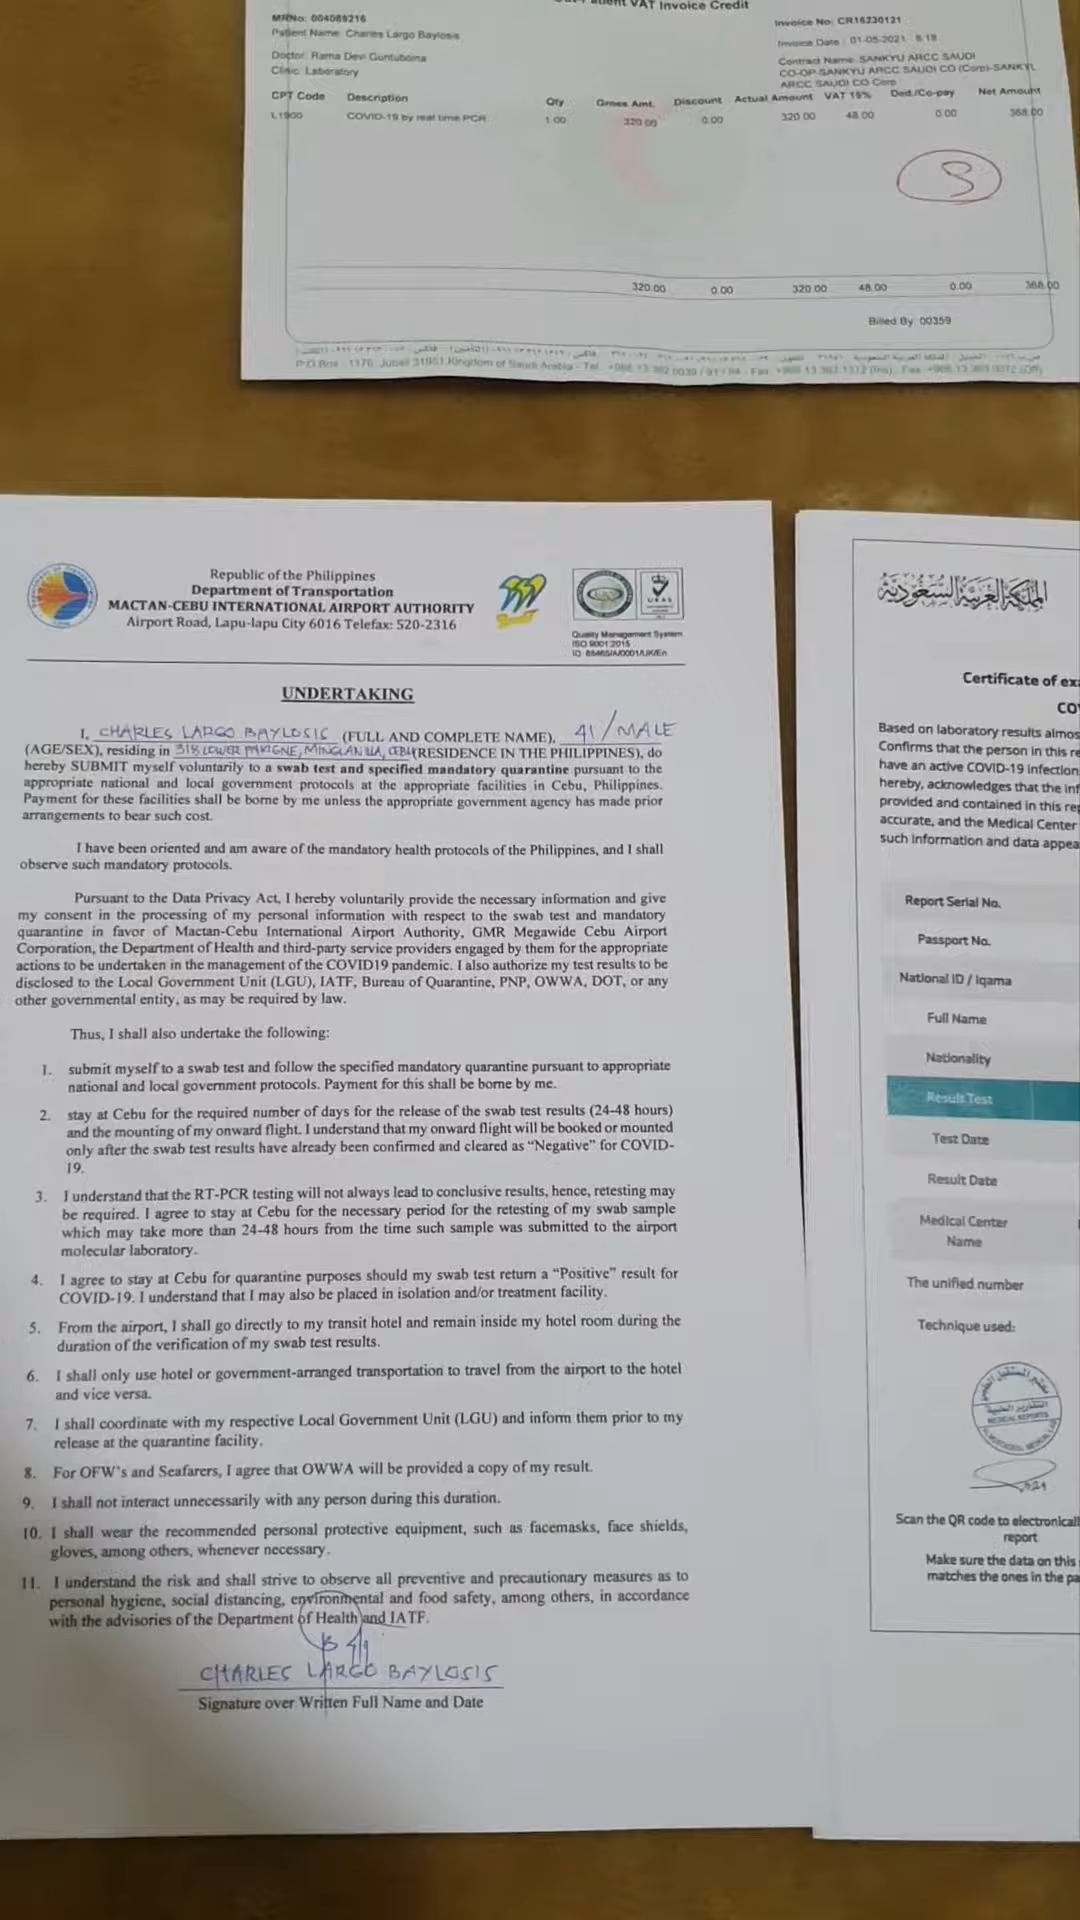 VAT Invoice Credit
MRNo: 004089216
Patient Name: Charles Largo Baylosis
Doctor: Rama Devi Guntuboina
Clinic: Laboratory
Invoice No: CR16230121
Invoice Date : 01-05-2021
Contract Name: SANKYU ARCC SAUDI
CO-OP-SANKYU ARCC SAUDI CO (Corp)-SANKYU
ARCC SAUDI CO Corp
CPT Code Description Qty Gross Amt. Discount Actual Amount VAT 15% Ded./Co-pay Net Amount
L1900 COVID-19 by real time PCR 1.00 320.00 0.00 320.00 48.00 0.00 368.00
S
320.00 0.00 320.00 48.00 0.00 368.00
Billed By: 00359
P.O.Box : 1176, Jubail 31951 Kingdom of Saudi Arabia - Tel.
Republic of the Philippines
Department of Transportation
MACTAN-CEBU INTERNATIONAL AIRPORT AUTHORITY
Airport Road, Lapu-lapu City 6016 Telefax: 520-2316
UKAS
Quality Management System
ISO 9001:2015
UNDERTAKING
I, CHARLES LARGO BAYLOSIS (FULL AND COMPLETE NAME), 41/MALE
(AGE/SEX), residing in 318 LOWER PAKIGNE, MINGLANILLA, CEBU (RESIDENCE IN THE PHILIPPINES), do
hereby SUBMIT myself voluntarily to a swab test and specified mandatory quarantine pursuant to the
appropriate national and local government protocols at the appropriate facilities in Cebu, Philippines.
Payment for these facilities shall be borne by me unless the appropriate government agency has made prior
arrangements to bear such cost.
I have been oriented and am aware of the mandatory health protocols of the Philippines, and I shall
observe such mandatory protocols.
Pursuant to the Data Privacy Act, I hereby voluntarily provide the necessary information and give
my consent in the processing of my personal information with respect to the swab test and mandatory
quarantine in favor of Mactan-Cebu International Airport Authority, GMR Megawide Cebu Airport
Corporation, the Department of Health and third-party service providers engaged by them for the appropriate
actions to be undertaken in the management of the COVID19 pandemic. I also authorize my test results to be
disclosed to the Local Government Unit (LGU), IATF, Bureau of Quarantine, PNP, OWWA, DOT, or any
other governmental entity, as may be required by law.
Thus, I shall also undertake the following:
1. submit myself to a swab test and follow the specified mandatory quarantine pursuant to appropriate
national and local government protocols. Payment for this shall be borne by me.
2. stay at Cebu for the required number of days for the release of the swab test results (24-48 hours)
and the mounting of my onward flight. I understand that my onward flight will be booked or mounted
only after the swab test results have already been confirmed and cleared as “Negative” for COVID-
19.
3. I understand that the RT-PCR testing will not always lead to conclusive results, hence, retesting may
be required. I agree to stay at Cebu for the necessary period for the retesting of my swab sample
which may take more than 24-48 hours from the time such sample was submitted to the airport
molecular laboratory.
4. I agree to stay at Cebu for quarantine purposes should my swab test return a “Positive” result for
COVID-19. I understand that I may also be placed in isolation and/or treatment facility.
5. From the airport, I shall go directly to my transit hotel and remain inside my hotel room during the
duration of the verification of my swab test results.
6. I shall only use hotel or government-arranged transportation to travel from the airport to the hotel
and vice versa.
7. I shall coordinate with my respective Local Government Unit (LGU) and inform them prior to my
release at the quarantine facility.
8. For OFW's and Seafarers, I agree that OWWA will be provided a copy of my result.
9. I shall not interact unnecessarily with any person during this duration.
10. I shall wear the recommended personal protective equipment, such as facemasks, face shields,
gloves, among others, whenever necessary.
11. I understand the risk and shall strive to observe all preventive and precautionary measures as to
personal hygiene, social distancing, environmental and food safety, among others, in accordance
with the advisories of the Department of Health and IATF.
CHARLES LARGO BAYLOSIS
Signature over Written Full Name and Date
المملكة العربية السعودية
Certificate of exa
CO
Based on laboratory results almos
Confirms that the person in this re
have an active COVID-19 infection
hereby, acknowledges that the inf
provided and contained in this rep
accurate, and the Medical Center
such information and data appea
Report Serial No.
Passport No.
National ID / Iqama
Full Name
Nationality
Result Test
Test Date
Result Date
Medical Center
Name
The unified number
Technique used:
MEDICAL REPORTS
Scan the QR code to electronicall
report
Make sure the data on this
matches the ones in the pa